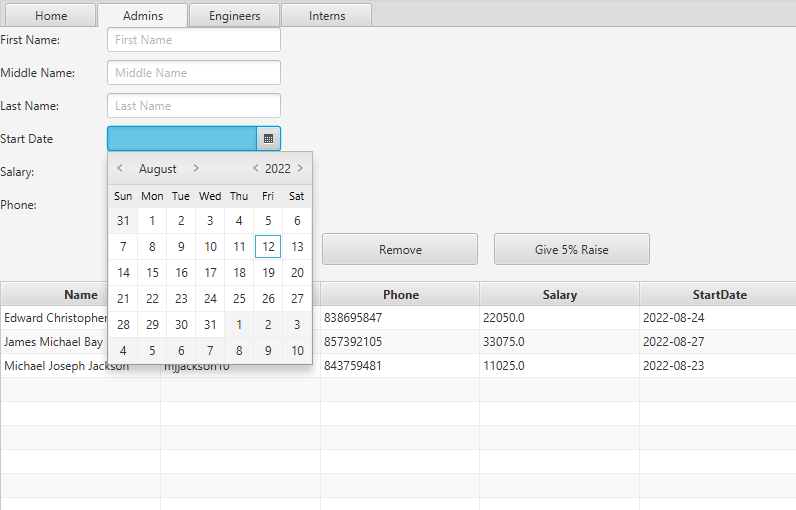 Home Admins Engineers Interns
First Name: First Name
Middle Name: Middle Name
Last Name: Last Name
Start Date
Salary:
Phone:
< August > < 2022 >
Sun Mon Tue Wed Thu Fri Sat
31 1 2 3 4 5 6
7 8 9 10 11 12 13
14 15 16 17 18 19 20
21 22 23 24 25 26 27
28 29 30 31 1 2 3
4 5 6 7 8 9 10
Remove Give 5% Raise
Name Phone Salary StartDate
Edward Christopher 838695847 22050.0 2022-08-24
James Michael Bay 857392105 33075.0 2022-08-27
Michael Joseph Jackson mjjackson10 843759481 11025.0 2022-08-23